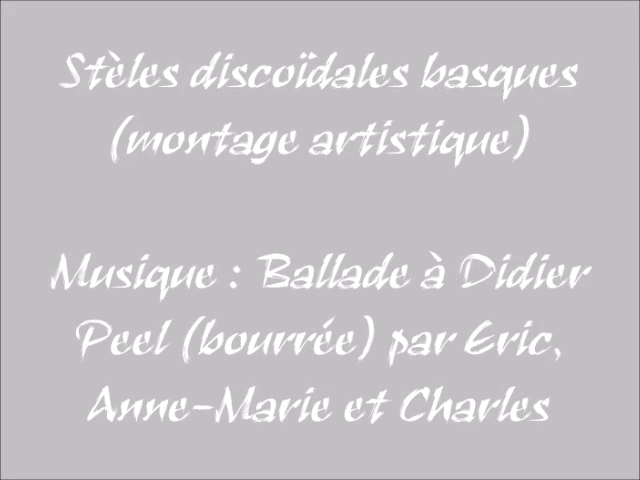 Stèles discoïdales basques
(montage artistique)
Musique : Ballade à Didier
Peel (bourrée) par Eric,
Anne-Marie et Charles